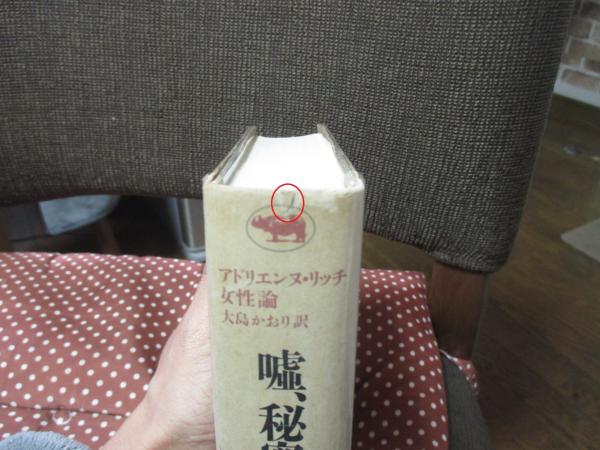 アドリエンヌ・リッチ
女性論
大島かおり訳
嘘、秘